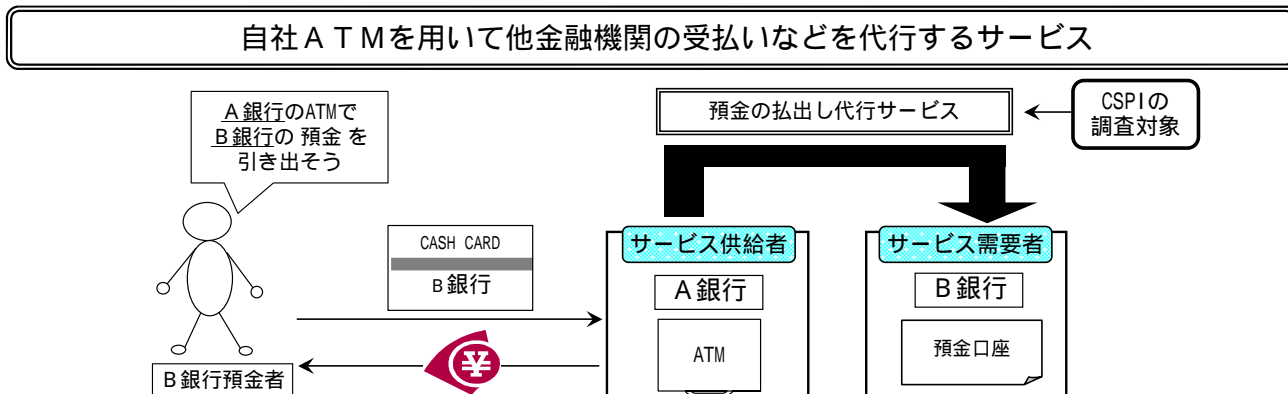 自社ＡＴＭを用いて他金融機関の受払いなどを代行するサービス
Ａ銀行のATMで
Ｂ銀行の 預金 を
引き出そう
預金の払出し代行サービス
CSPIの
調査対象
CASH CARD
Ｂ銀行
サービス供給者
サービス需要者
Ａ銀行
Ｂ銀行
ATM
預金口座
¥
Ｂ銀行預金者